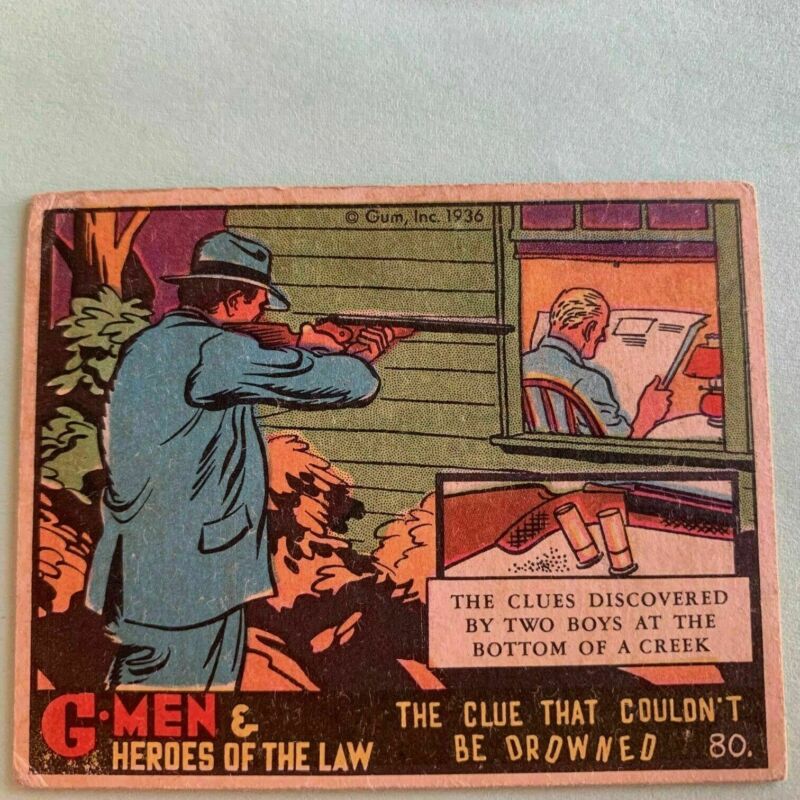 © Gum, Inc. 1936
THE CLUES DISCOVERED
BY TWO BOYS AT THE
BOTTOM OF A CREEK
G-MEN &
HEROES OF THE LAW
THE CLUE THAT COULDN'T
BE DROWNED 80.